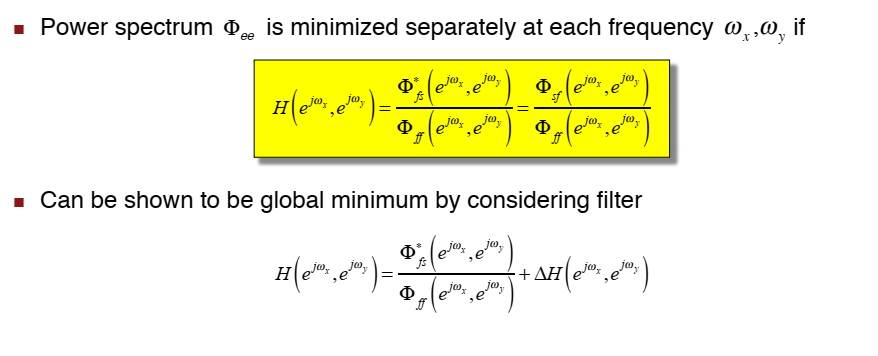 ▪ Power spectrum Φ_ee is minimized separately at each frequency ω_x,ω_y if
H(e^{jω_x},e^{jω_y}) = Φ*_fs(e^{jω_x},e^{jω_y}) / Φ_ff(e^{jω_x},e^{jω_y}) = Φ_sf(e^{jω_x},e^{jω_y}) / Φ_ff(e^{jω_x},e^{jω_y})
▪ Can be shown to be global minimum by considering filter
H(e^{jω_x},e^{jω_y}) = Φ*_fs(e^{jω_x},e^{jω_y}) / Φ_ff(e^{jω_x},e^{jω_y}) + ΔH(e^{jω_x},e^{jω_y})